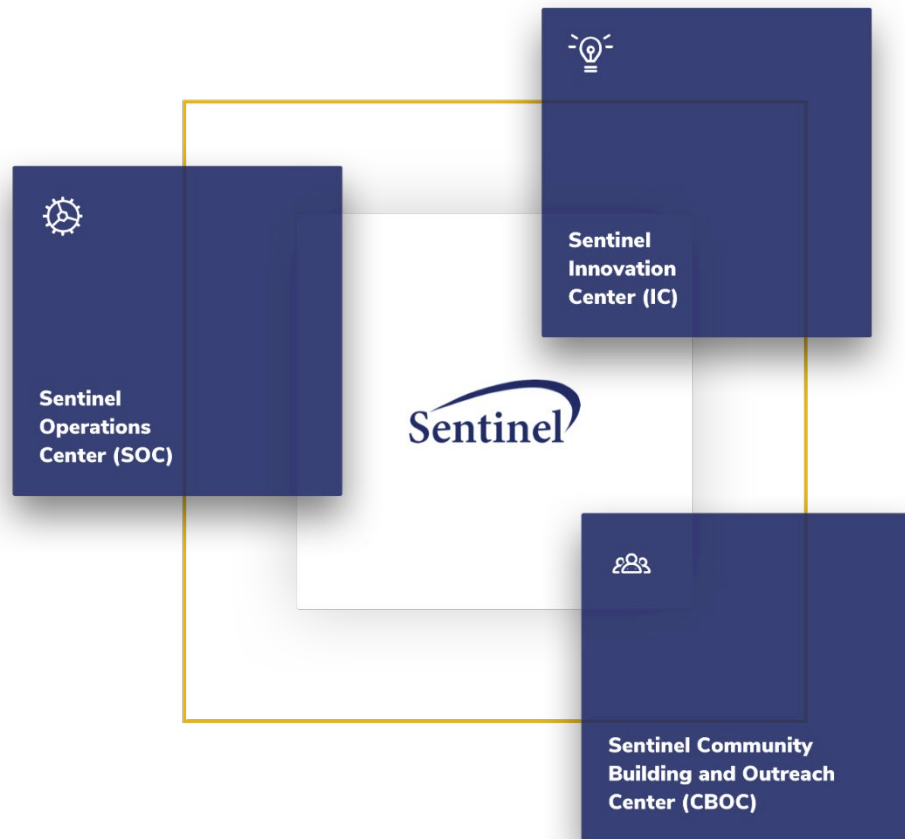 Sentinel
Innovation
Center (IC)
Sentinel
Operations
Center (SOC)
Sentinel
Sentinel Community
Building and Outreach
Center (CBOC)